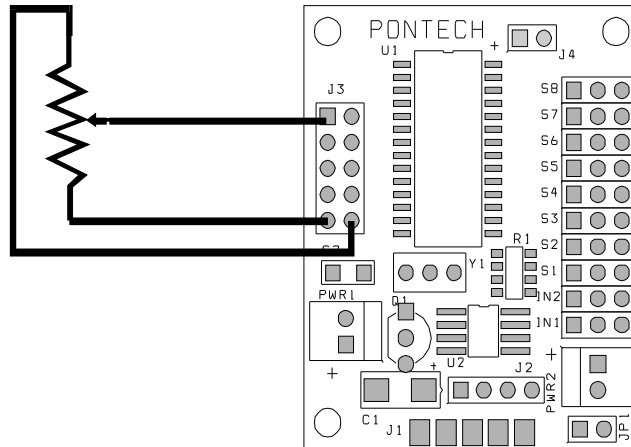 PONTECH
U1
+
J4
J3
S8
S7
S6
S5
S4
S3
S2
R1
Y1
S1
IN2
PWR1
Q1
IN1
+
U2
+
+
J2
PWR2
C1
J1
JP1